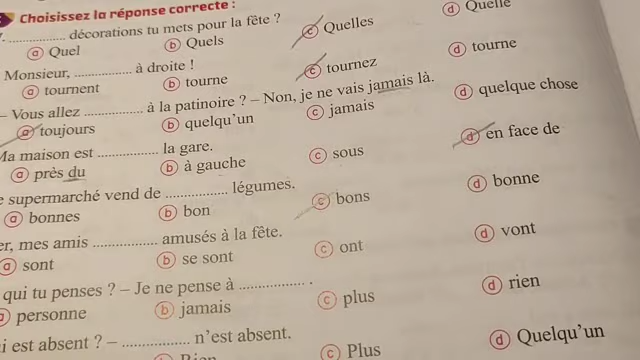 Choisissez la réponse correcte :
............... décorations tu mets pour la fête ?
a Quel b Quels c Quelles d Quelle
Monsieur, ............... à droite !
a tournent b tourne c tournez d tourne
– Vous allez ............... à la patinoire ? – Non, je ne vais jamais là.
a toujours b quelqu'un c jamais d quelque chose
Ma maison est ............... la gare.
a près du b à gauche c sous d en face de
supermarché vend de ............... légumes.
a bonnes b bon c bons d bonne
er, mes amis ............... amusés à la fête.
a sont b se sont c ont d vont
qui tu penses ? – Je ne pense à ............... .
personne b jamais c plus d rien
i est absent ? – ............... n'est absent.
c Plus d Quelqu'un